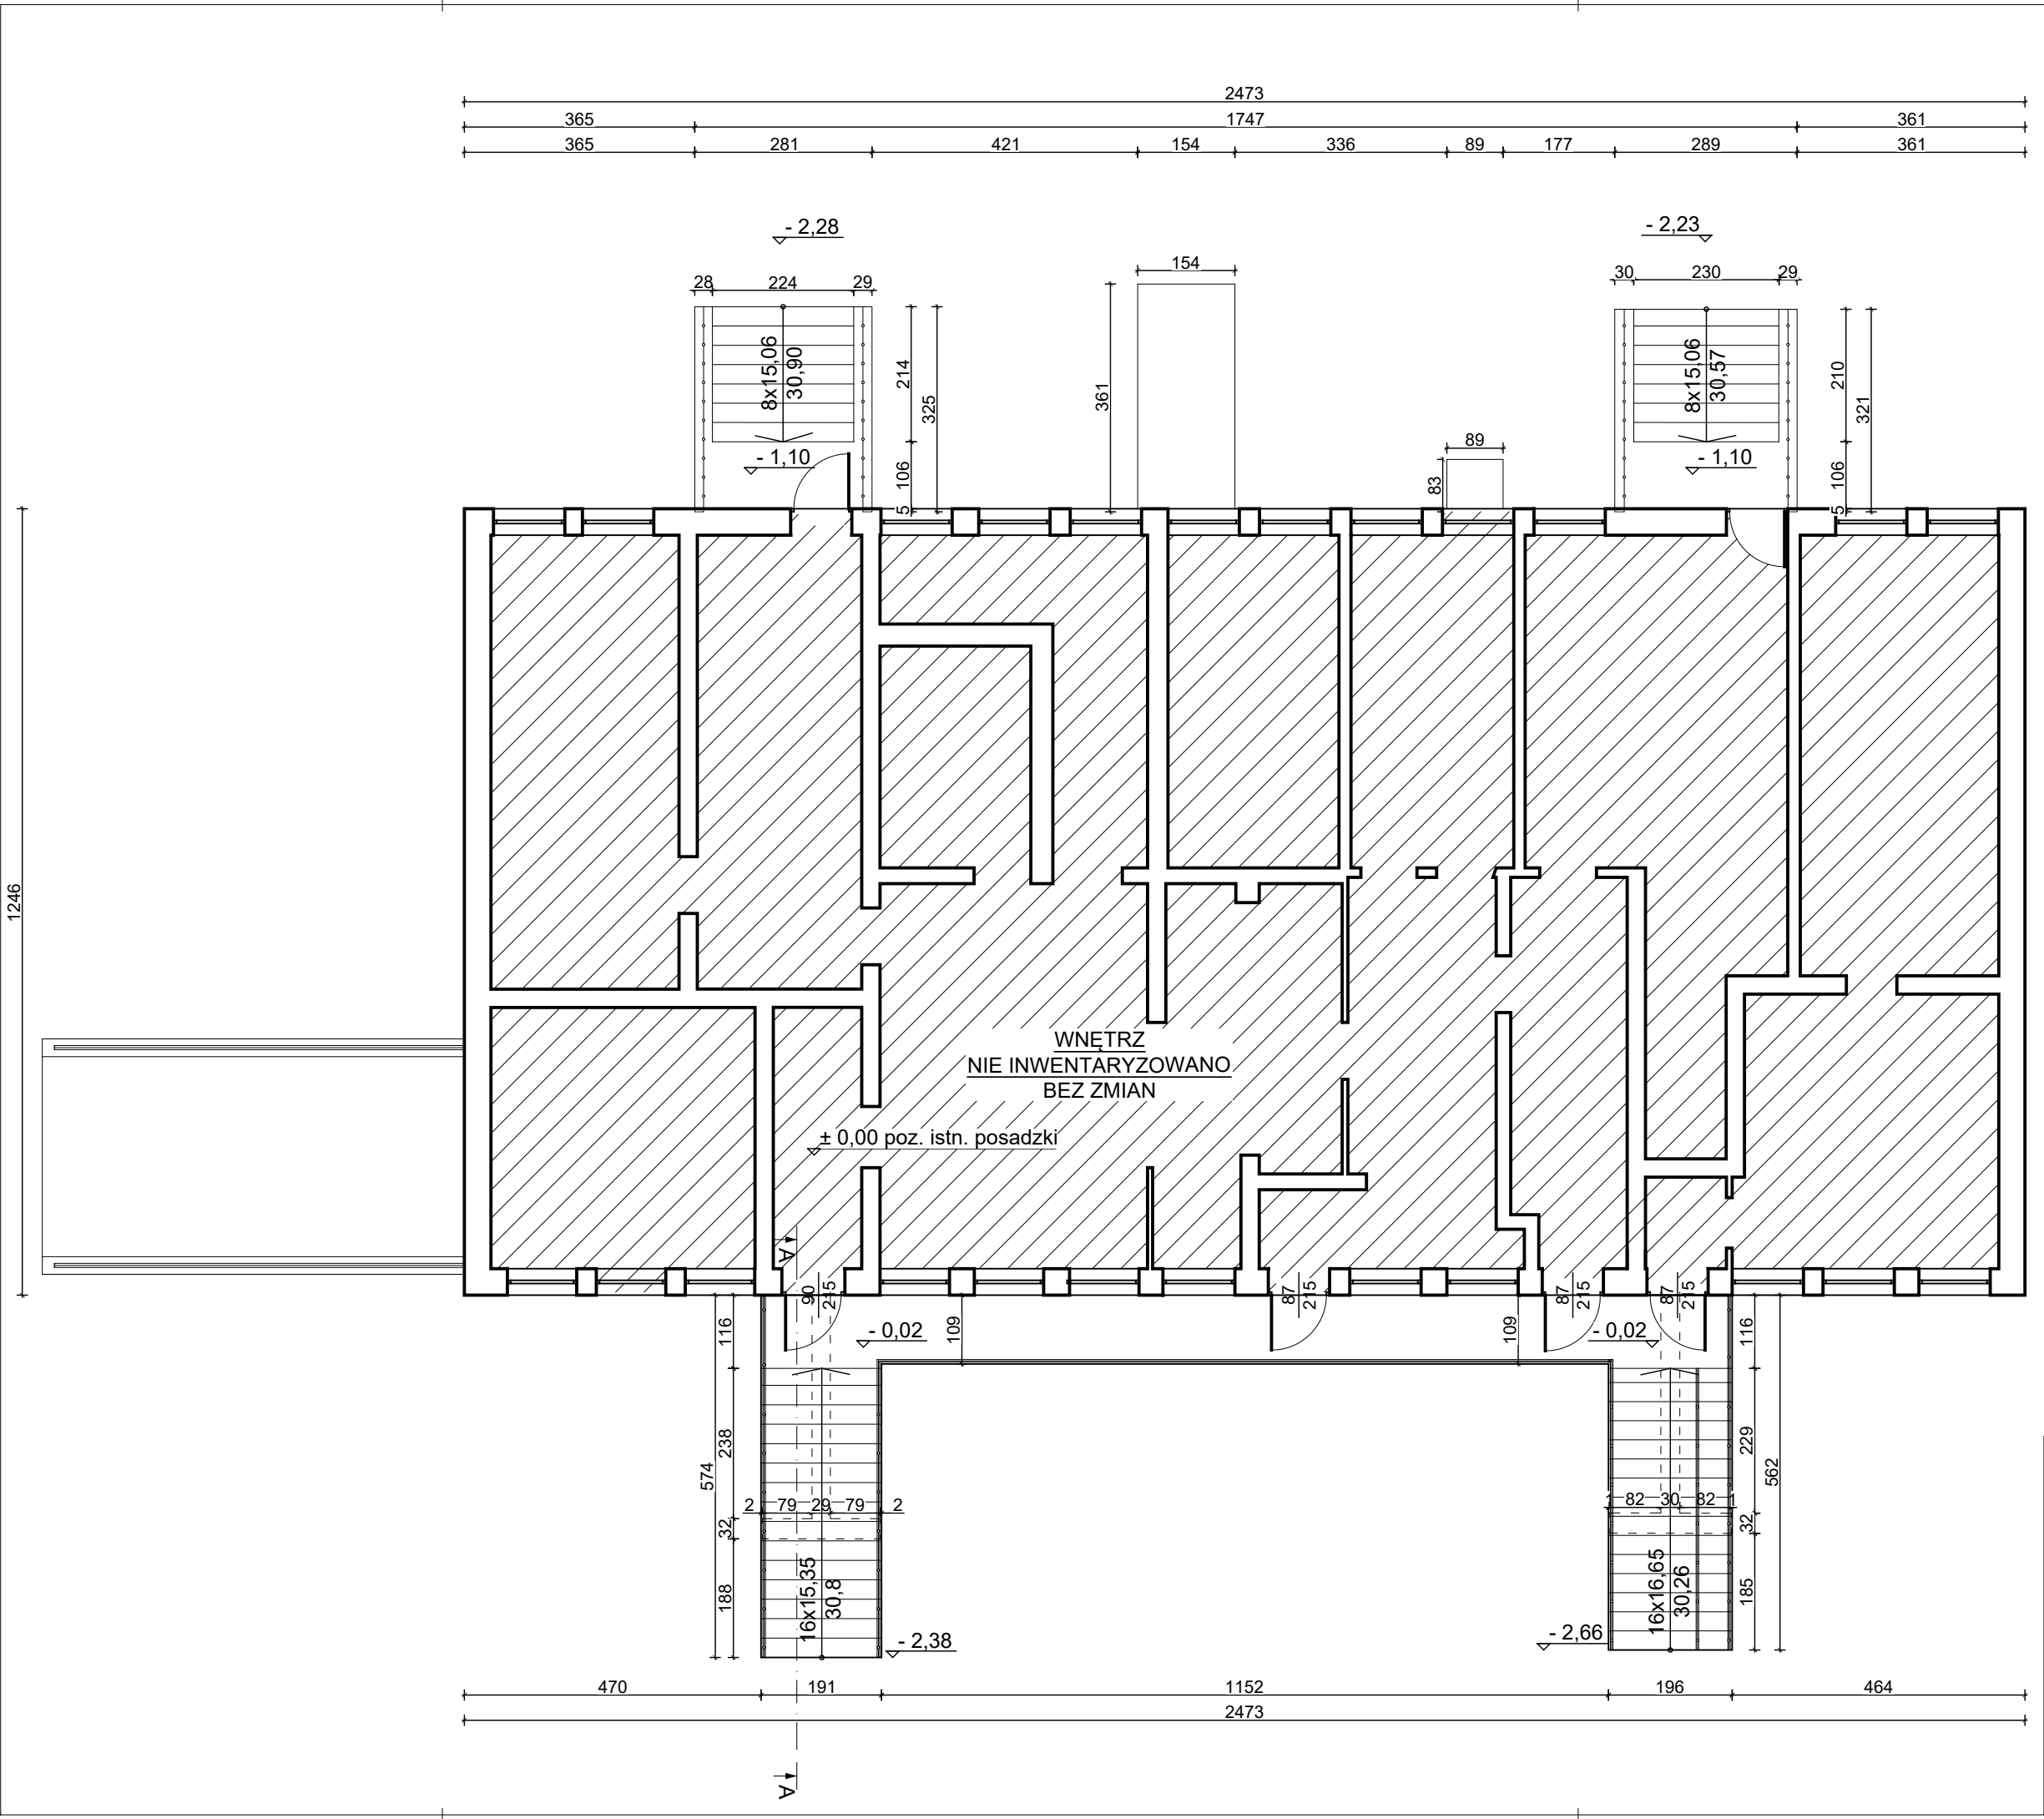 2473
365 1747 361
365 281 421 154 336 89 177 289 361
- 2,28
- 2,23
28 224 29
154
30 230 29
8x15,06
30,90
214
325
361
8x15,06
30,57
210
321
89
- 1,10
106
83
- 1,10
106
5
5
1246
WNĘTRZ
NIE INWENTARYZOWANO
BEZ ZMIAN
± 0,00 poz. istn. posadzki
A
90
215
87
215
87
215
87
215
116
- 0,02
109
109
- 0,02
116
238
574
229
562
2 79 29 79 2
1 82 30 82 1
32
32
16x15,35
30,8
188
16x16,65
30,26
185
- 2,38
- 2,66
470 191 1152 196 464
2473
A